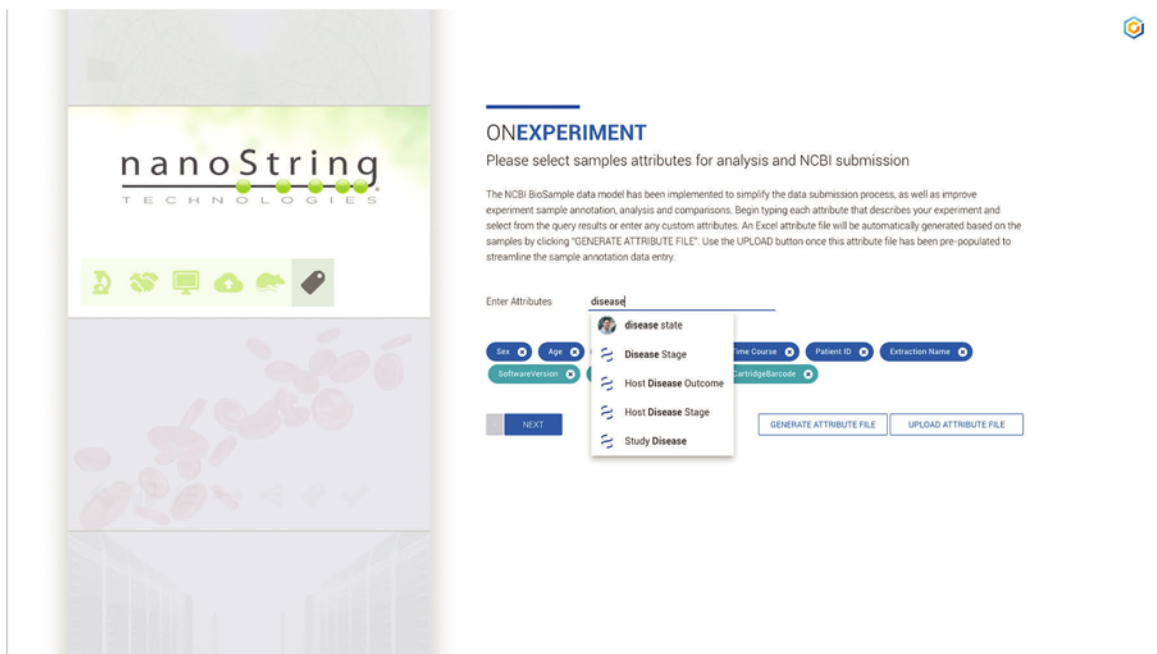 nanoString
TECHNOLOGIES
ONEXPERIMENT
Please select samples attributes for analysis and NCBI submission
The NCBI BioSample data model has been implemented to simplify the data submission process, as well as improve
experiment sample annotation, analysis and comparisons. Begin typing each attribute that describes your experiment and
select from the query results or enter any custom attributes. An Excel attribute file will be automatically generated based on the
samples by clicking "GENERATE ATTRIBUTE FILE". Use the UPLOAD button once this attribute file has been pre-populated to
streamline the sample annotation data entry.
Enter Attributes disease
disease state
Disease Stage
Host Disease Outcome
Host Disease Stage
Study Disease
Sex Age Time Course Patient ID Extraction Name
SoftwareVersion CartridgeBarcode
NEXT GENERATE ATTRIBUTE FILE UPLOAD ATTRIBUTE FILE